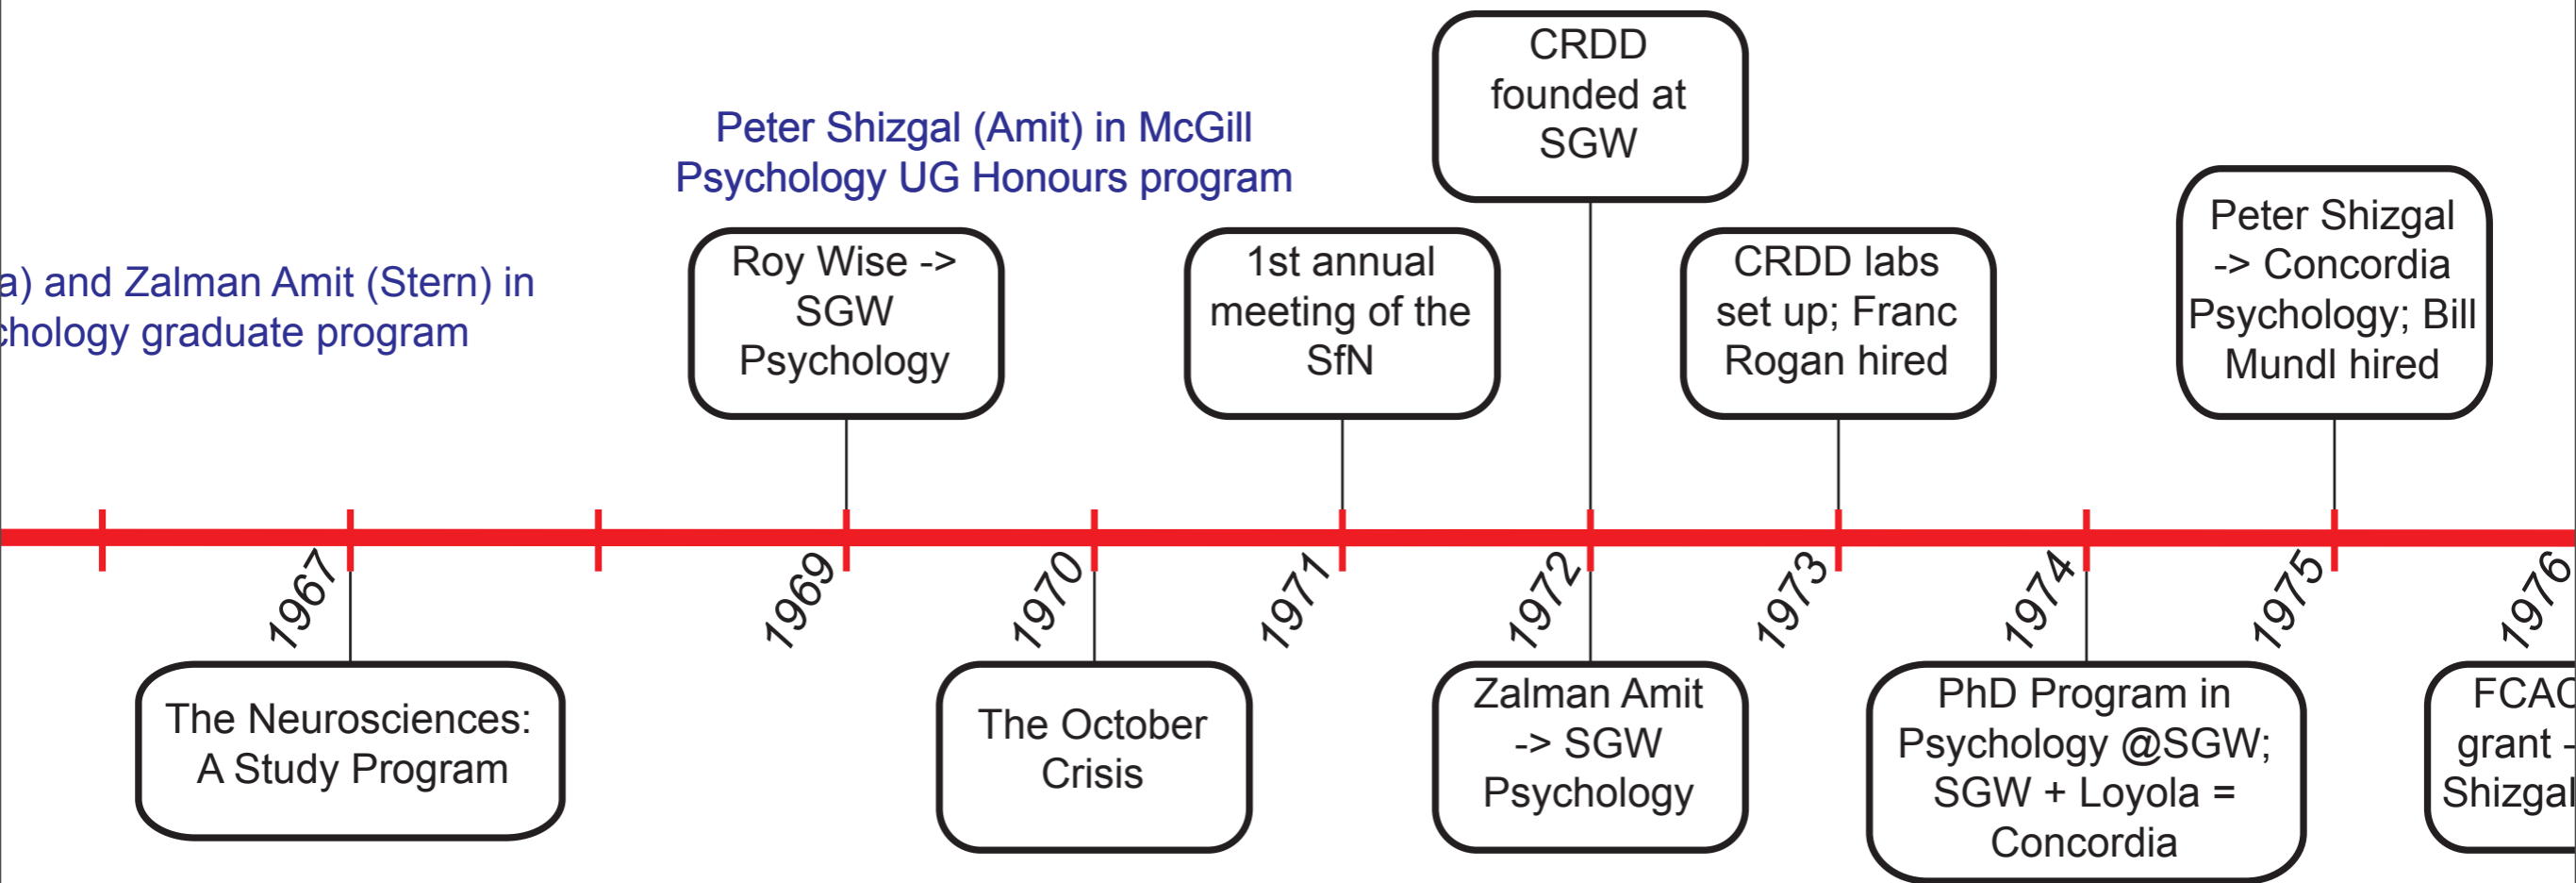 CRDD
founded at
SGW
Peter Shizgal (Amit) in McGill
Psychology UG Honours program
a) and Zalman Amit (Stern) in
chology graduate program
Roy Wise ->
SGW
Psychology
1st annual
meeting of the
SfN
CRDD labs
set up; Franc
Rogan hired
Peter Shizgal
-> Concordia
Psychology; Bill
Mundl hired
1967
1969
1970
1971
1972
1973
1974
1975
1976
The Neurosciences:
A Study Program
The October
Crisis
Zalman Amit
-> SGW
Psychology
PhD Program in
Psychology @SGW;
SGW + Loyola =
Concordia
FCAC
grant -
Shizgal